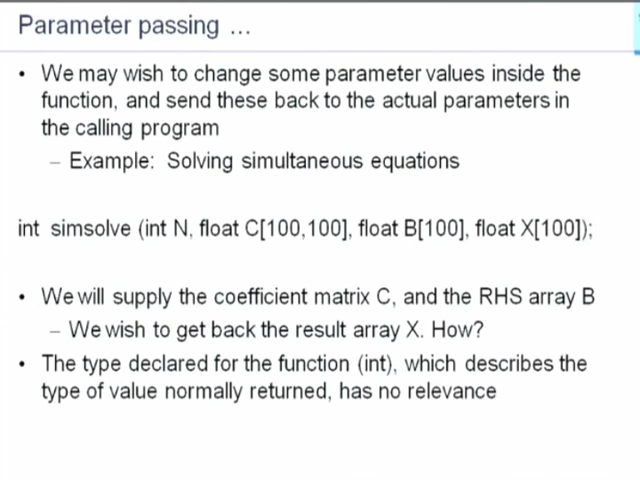 Parameter passing ...
• We may wish to change some parameter values inside the
function, and send these back to the actual parameters in
the calling program
– Example: Solving simultaneous equations
int simsolve (int N, float C[100,100], float B[100], float X[100]);
• We will supply the coefficient matrix C, and the RHS array B
– We wish to get back the result array X. How?
• The type declared for the function (int), which describes the
type of value normally returned, has no relevance